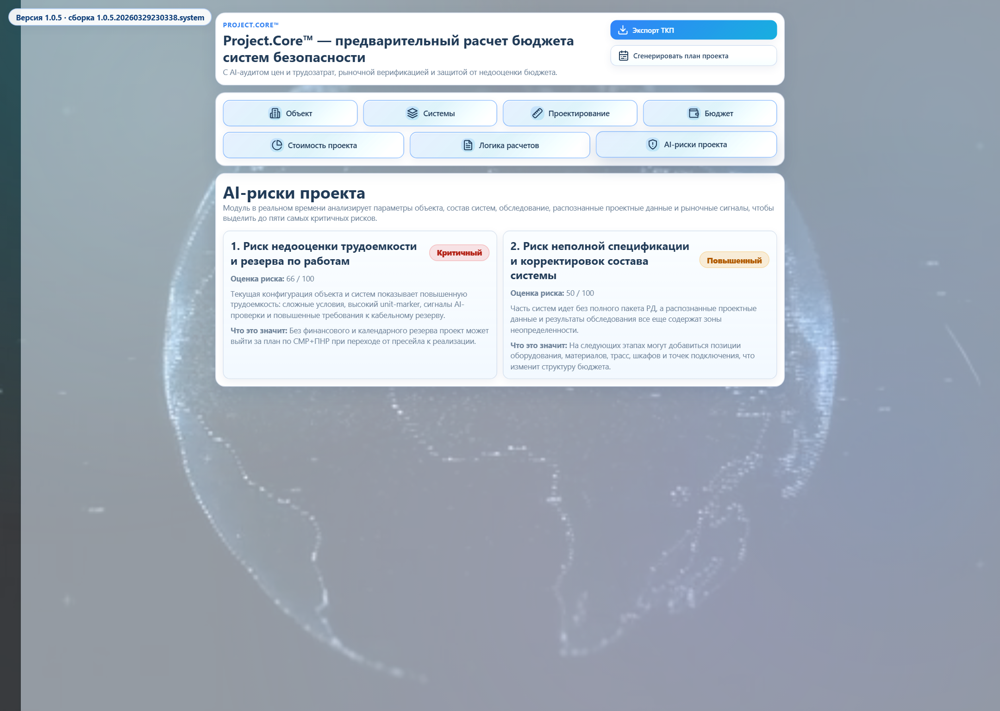 Версия 1.0.5 · сборка 1.0.5.20260329230338.system
PROJECT.CORE™
Project.Core™ — предварительный расчет бюджета
систем безопасности
С AI-аудитом цен и трудозатрат, рыночной верификацией и защитой от недооценки бюджета.
Экспорт ТКП
Сгенерировать план проекта
Объект
Системы
Проектирование
Бюджет
Стоимость проекта
Логика расчетов
AI-риски проекта
AI-риски проекта
Модуль в реальном времени анализирует параметры объекта, состав систем, обследование, распознанные проектные данные и рыночные сигналы, чтобы
выделить до пяти самых критичных рисков.
1. Риск недооценки трудоемкости
и резерва по работам
Критичный
Оценка риска: 66 / 100
Текущая конфигурация объекта и систем показывает повышенную
трудоемкость: сложные условия, высокий unit-marker, сигналы AI-
проверки и повышенные требования к кабельному резерву.
Что это значит: Без финансового и календарного резерва проект может
выйти за план по СМР+ПНР при переходе от пресейла к реализации.
2. Риск неполной спецификации
и корректировок состава
системы
Повышенный
Оценка риска: 50 / 100
Часть систем идет без полного пакета РД, а распознанные проектные
данные и результаты обследования все еще содержат зоны
неопределенности.
Что это значит: На следующих этапах могут добавиться позиции
оборудования, материалов, трасс, шкафов и точек подключения, что
изменит структуру бюджета.